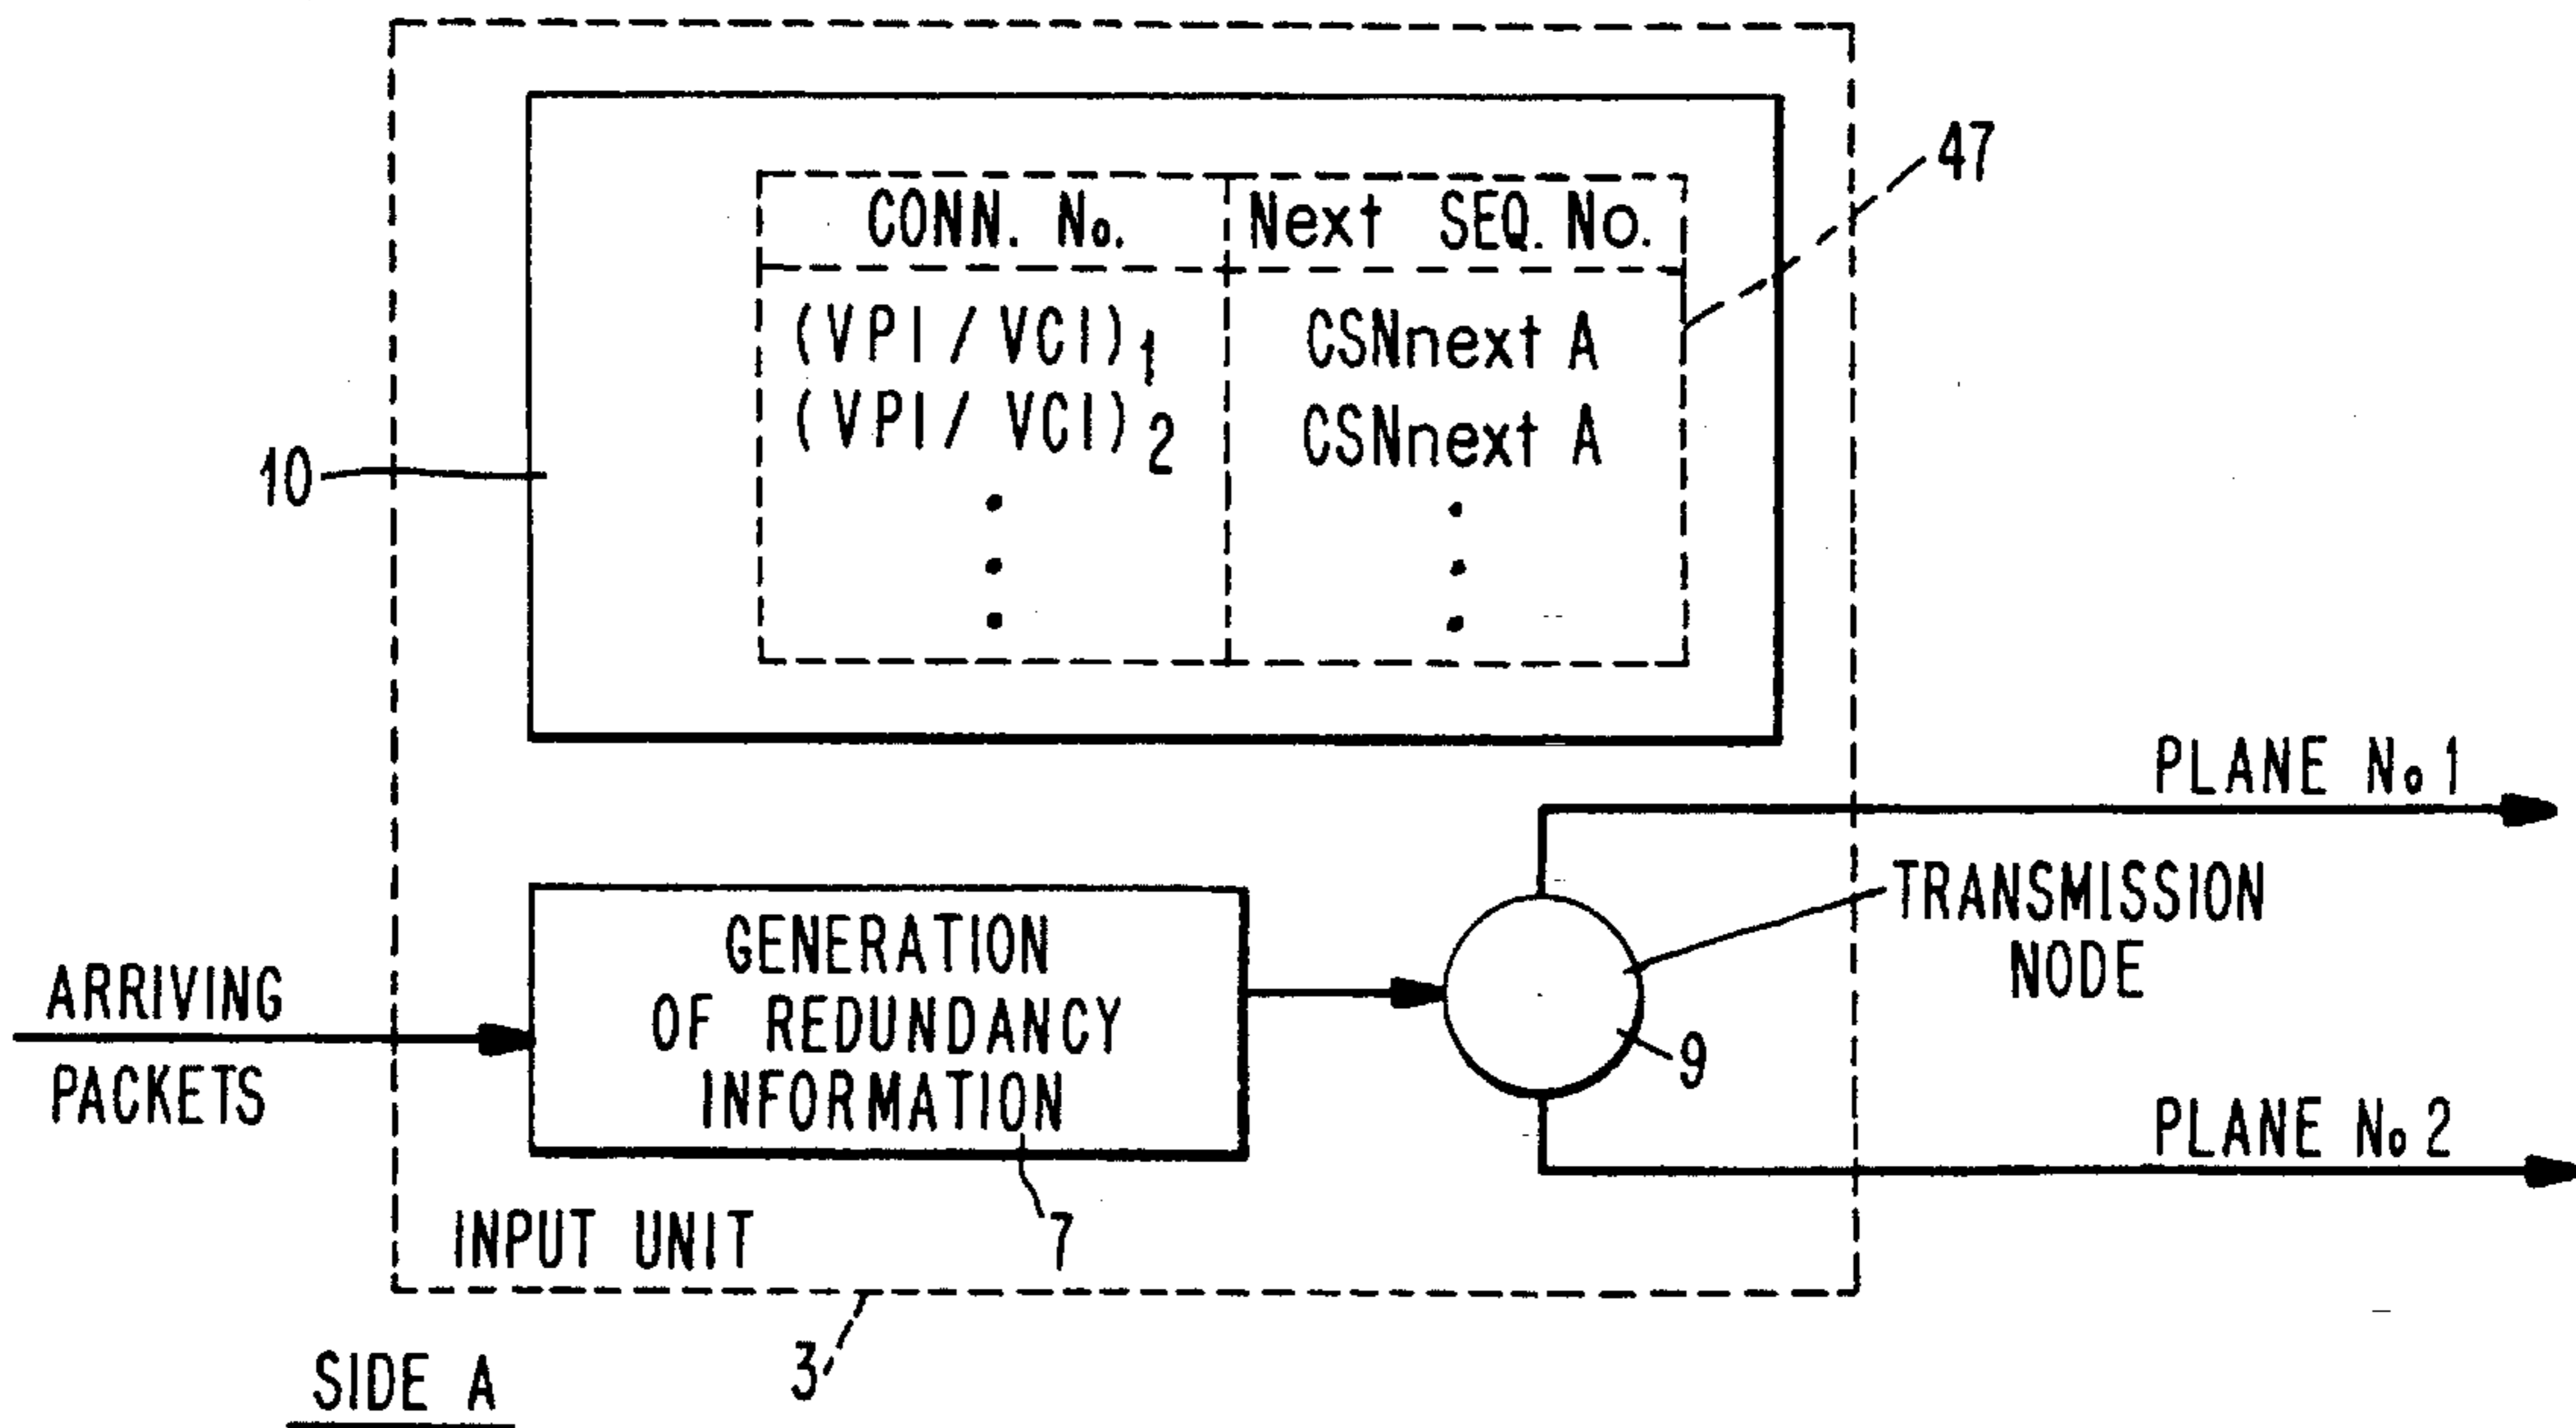 47
CONN. No. Next SEQ. No.
(VPI / VCI)1 CSNnext A
(VPI / VCI)2 CSNnext A
10
PLANE No 1
TRANSMISSION
NODE
GENERATION
OF REDUNDANCY
INFORMATION
ARRIVING
PACKETS
9
PLANE No 2
INPUT UNIT
7
3
SIDE A